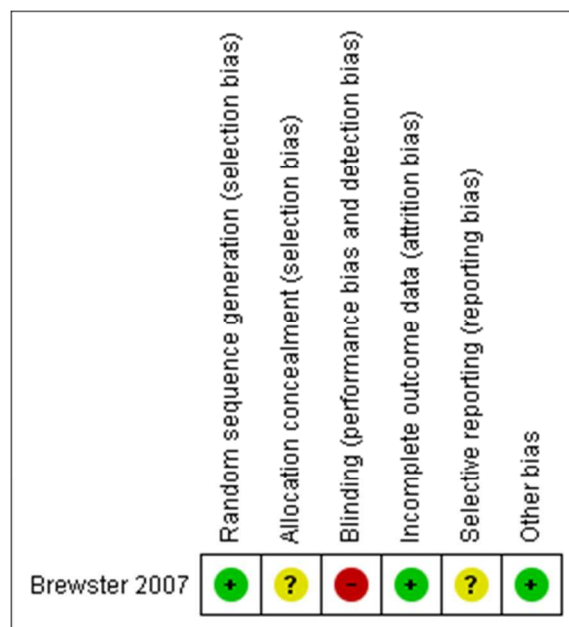 Random sequence generation (selection bias)
Allocation concealment (selection bias)
Blinding (performance bias and detection bias)
Incomplete outcome data (attrition bias)
Selective reporting (reporting bias)
Other bias
Brewster 2007 + ? - + ? +